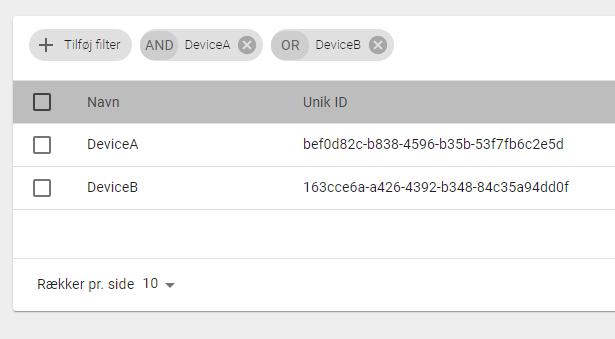 Tilføj filter AND DeviceA OR DeviceB
Navn Unik ID
DeviceA bef0d82c-b838-4596-b35b-53f7fb6c2e5d
DeviceB 163cce6a-a426-4392-b348-84c35a94dd0f
Rækker pr. side 10